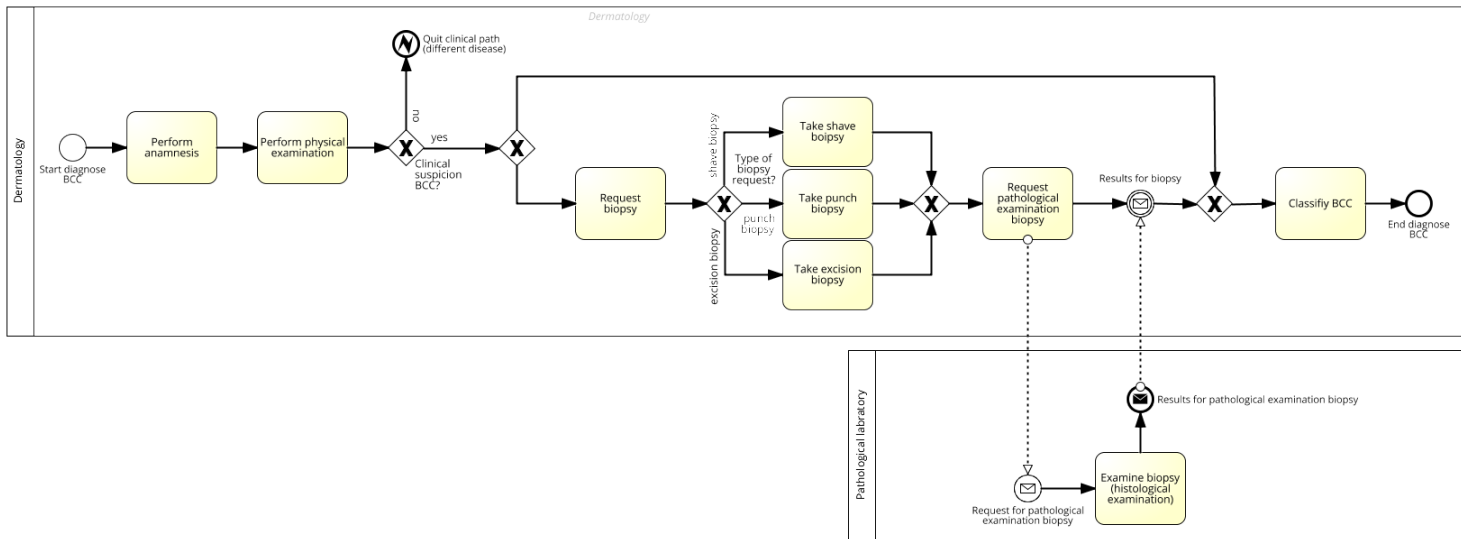 Dermatology
Dermatology
Start diagnose
BCC
Perform
anamnesis
Perform physical
examination
Quit clinical path
(different disease)
no
yes
Clinical
suspicion
BCC?
Request
biopsy
shave biopsy
Type of
biopsy
request?
punch
biopsy
excision biopsy
Take shave
boipsy
Take punch
biopsy
Take excision
biopsy
Request
pathological
examination
biopsy
Results for biopsy
Classifiy BCC
End diagnose
BCC
Pathological labratory
Request for pathological
examination biopsy
Examine biopsy
(histological
examination)
Results for pathological examination biopsy